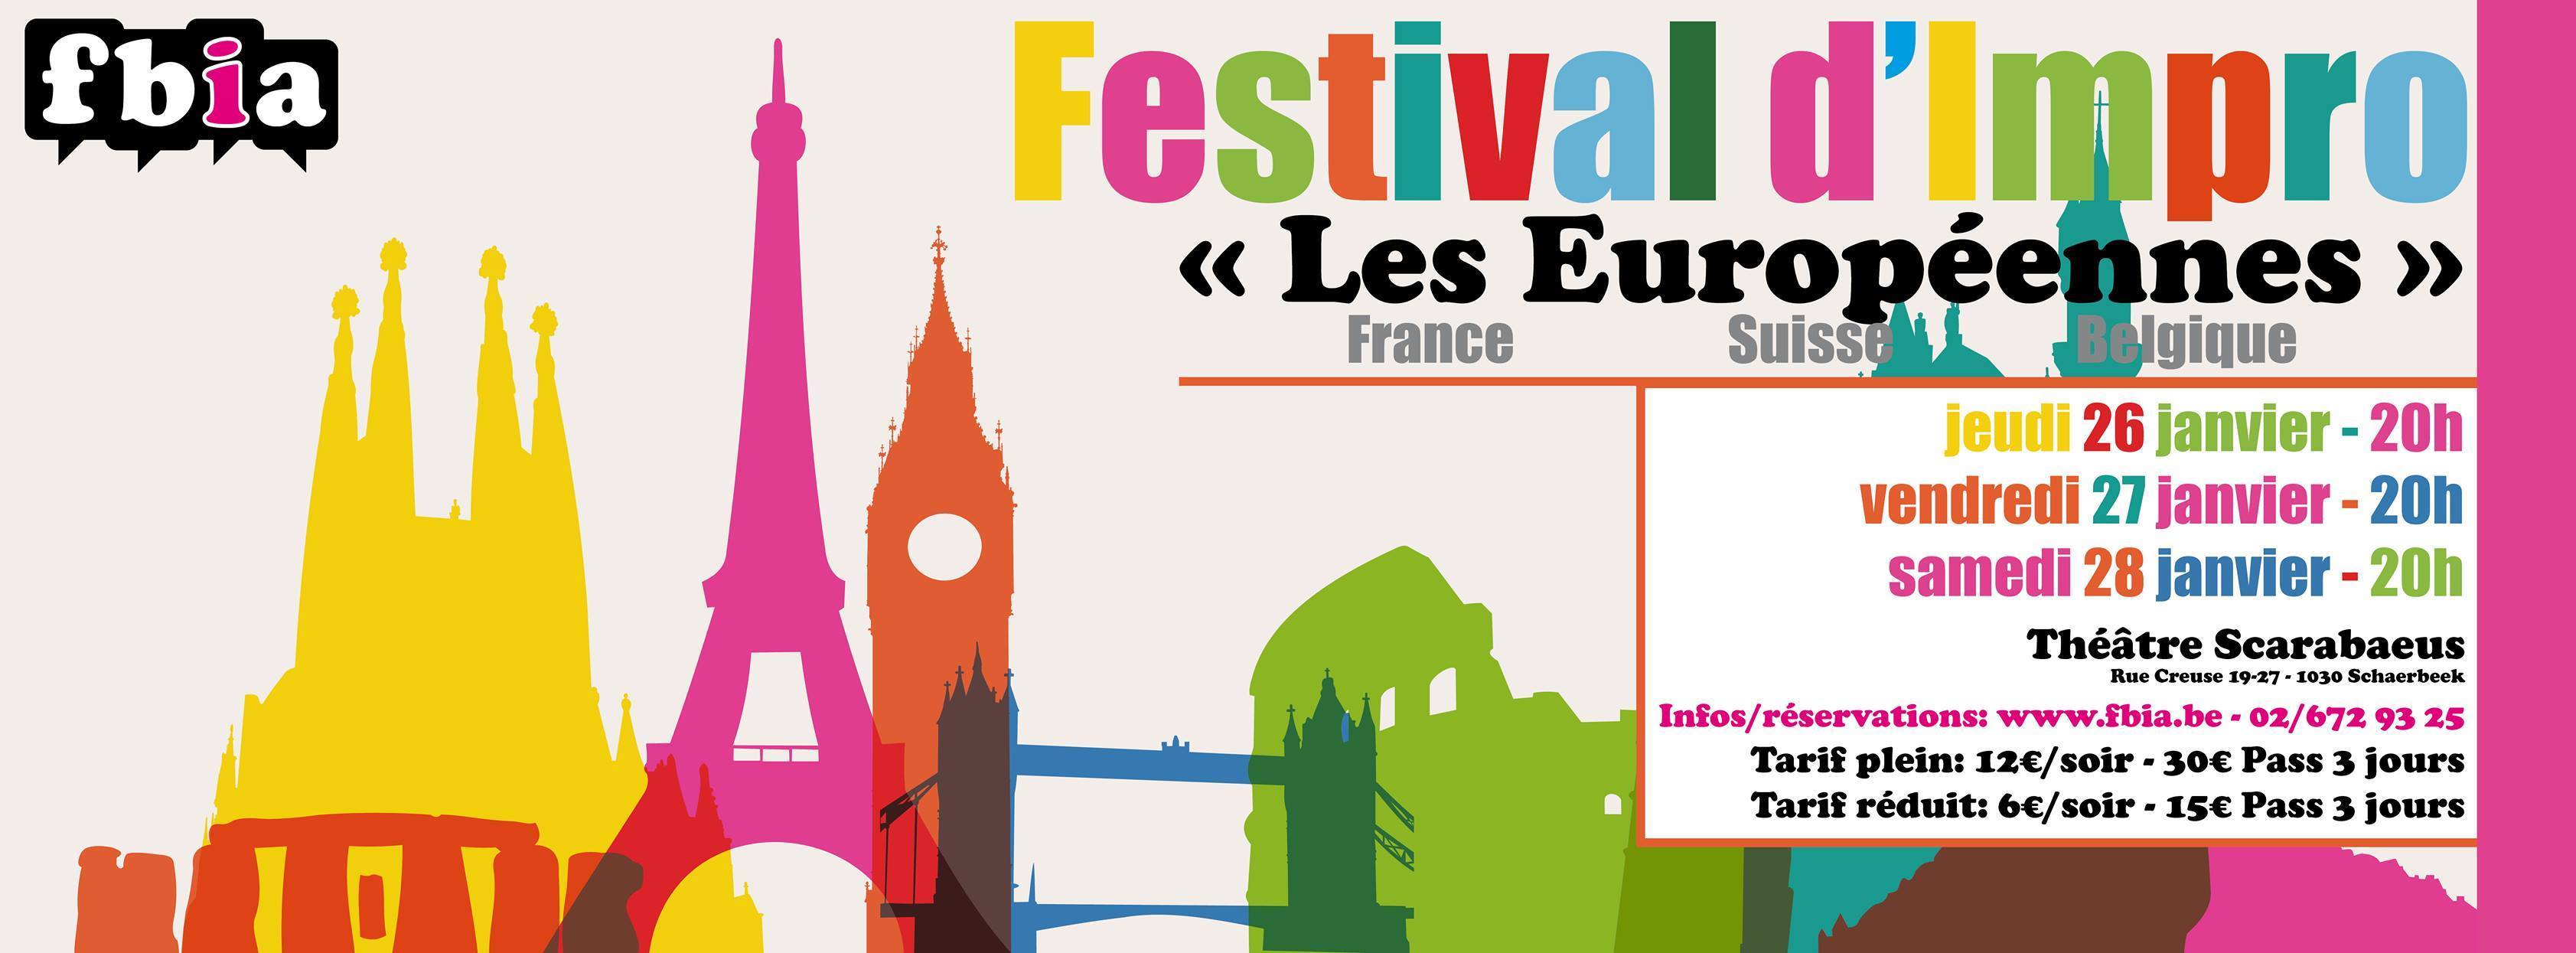 fbia
Festival d'Impro
« Les Européennes »
France Suisse Belgique
jeudi 26 janvier - 20h
vendredi 27 janvier - 20h
samedi 28 janvier - 20h
Théâtre Scarabaeus
Rue Creuse 19-27 - 1030 Schaerbeek
Infos/réservations: www.fbia.be - 02/672 93 25
Tarif plein: 12€/soir - 30€ Pass 3 jours
Tarif réduit: 6€/soir - 15€ Pass 3 jours